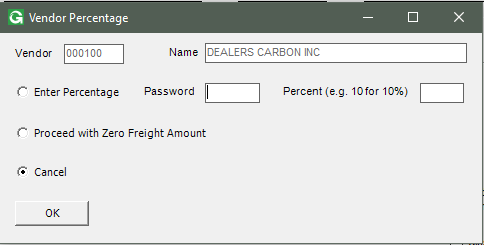 Vendor Percentage
Vendor 000100 Name DEALERS CARBON INC
Enter Percentage Password Percent (e.g. 10 for 10%)
Proceed with Zero Freight Amount
Cancel
OK